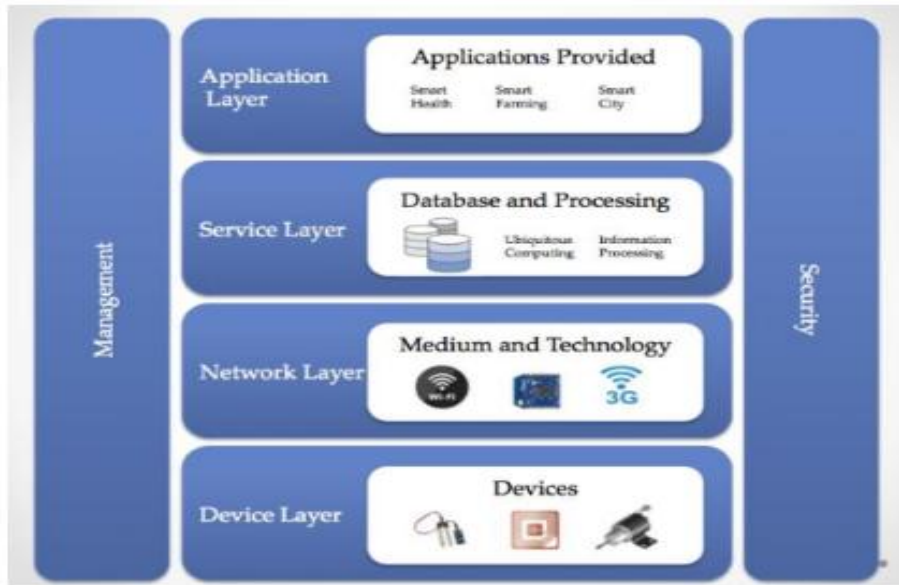 Management
Application
Layer
Applications Provided
Smart
Health
Smart
Farming
Smart
City
Service Layer
Database and Processing
Ubiquitous
Computing
Information
Processing
Network Layer
Medium and Technology
Wi-Fi
3G
Device Layer
Devices
Security